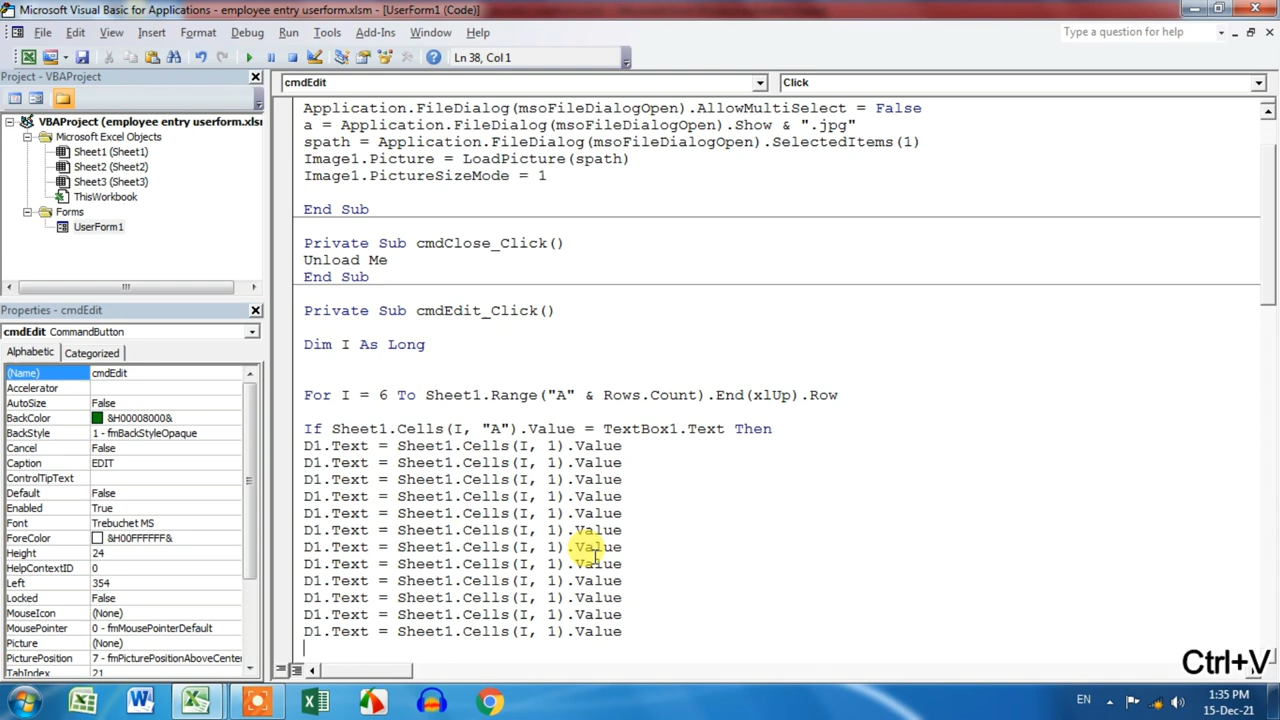 Microsoft Visual Basic for Applications - employee entry userform.xlsm - [UserForm1 (Code)]
File Edit View Insert Format Debug Run Tools Add-Ins Window Help
Type a question for help
Ln 38, Col 1
Project - VBAProject
VBAProject (employee entry userform.xlsm
Microsoft Excel Objects
Sheet1 (Sheet1)
Sheet2 (Sheet2)
Sheet3 (Sheet3)
ThisWorkbook
Forms
UserForm1
Properties - cmdEdit
cmdEdit CommandButton
Alphabetic Categorized
(Name) cmdEdit
Accelerator
AutoSize False
BackColor &H00008000&
BackStyle 1 - fmBackStyleOpaque
Cancel False
Caption EDIT
ControlTipText
Default False
Enabled True
Font Trebuchet MS
ForeColor &H00FFFFFF&
Height 24
HelpContextID 0
Left 354
Locked False
MouseIcon (None)
MousePointer 0 - fmMousePointerDefault
Picture (None)
PicturePosition 7 - fmPicturePositionAboveCenter
TabIndex 21
cmdEdit Click
Application.FileDialog(msoFileDialogOpen).AllowMultiSelect = False
a = Application.FileDialog(msoFileDialogOpen).Show & ".jpg"
spath = Application.FileDialog(msoFileDialogOpen).SelectedItems(1)
Image1.Picture = LoadPicture(spath)
Image1.PictureSizeMode = 1
End Sub
Private Sub cmdClose_Click()
Unload Me
End Sub
Private Sub cmdEdit_Click()
Dim I As Long
For I = 6 To Sheet1.Range("A" & Rows.Count).End(xlUp).Row
If Sheet1.Cells(I, "A").Value = TextBox1.Text Then
D1.Text = Sheet1.Cells(I, 1).Value
D1.Text = Sheet1.Cells(I, 1).Value
D1.Text = Sheet1.Cells(I, 1).Value
D1.Text = Sheet1.Cells(I, 1).Value
D1.Text = Sheet1.Cells(I, 1).Value
D1.Text = Sheet1.Cells(I, 1).Value
D1.Text = Sheet1.Cells(I, 1).Value
D1.Text = Sheet1.Cells(I, 1).Value
D1.Text = Sheet1.Cells(I, 1).Value
D1.Text = Sheet1.Cells(I, 1).Value
D1.Text = Sheet1.Cells(I, 1).Value
D1.Text = Sheet1.Cells(I, 1).Value
Ctrl+V
EN
1:35 PM
15-Dec-21